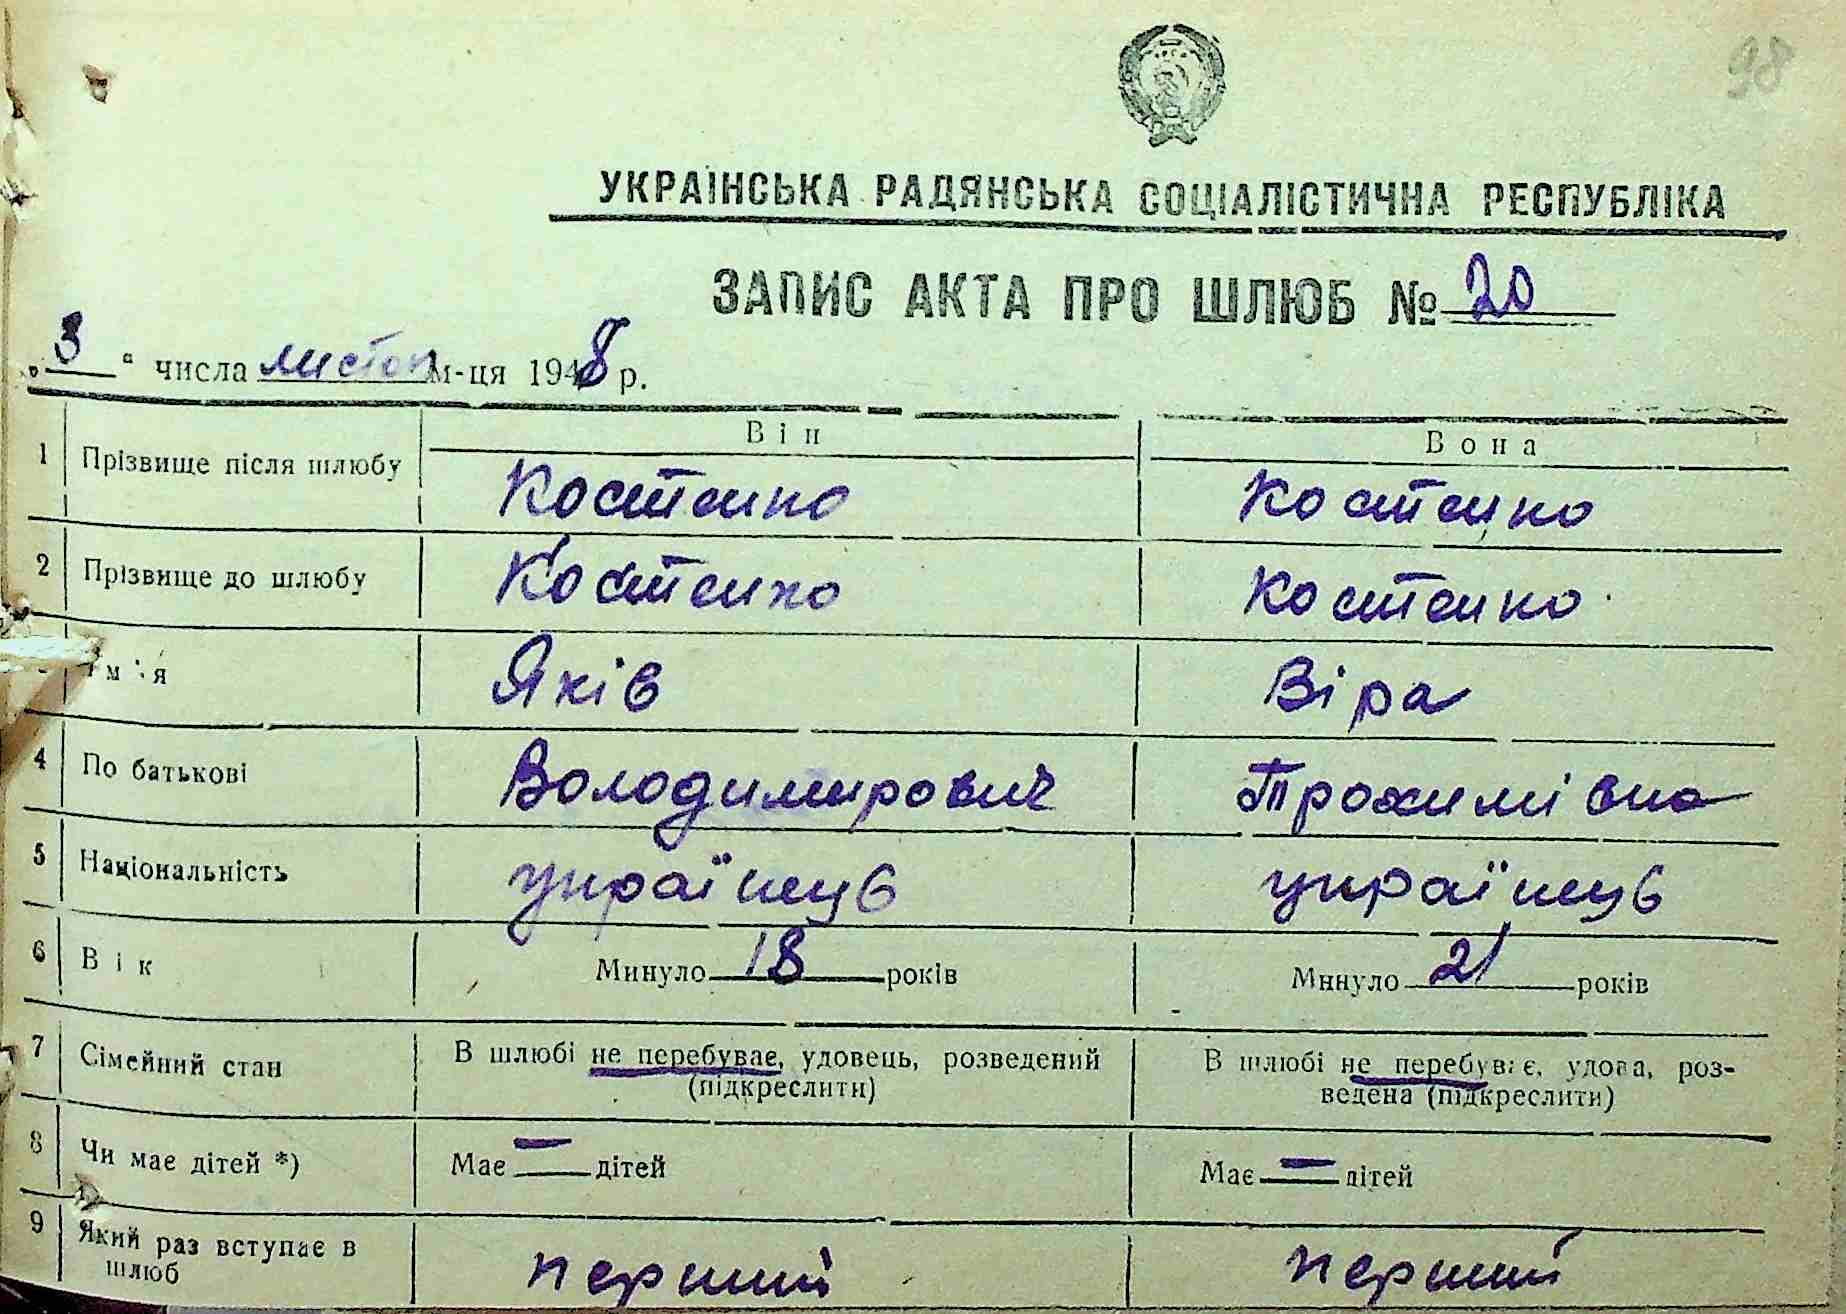 98
УКРАЇНСЬКА РАДЯНСЬКА СОЦІАЛІСТИЧНА РЕСПУБЛІКА
ЗАПИС АКТА ПРО ШЛЮБ № 20
„3“ числа листоп м-ця 1948 р.
Він Вона
1 Прізвище після шлюбу Костенко Костенко
2 Прізвище до шлюбу Костенко Костенко
Ім'я Яків Віра
4 По батькові Володимирович Трохимівна
5 Національність українець українець
6 Вік Минуло 18 років Минуло 21 років
7 Сімейний стан В шлюбі не перебуває, удовець, розведений (підкреслити) В шлюбі не перебуває, удова, роз-
ведена (підкреслити)
8 Чи має дітей *) Має — дітей Має — дітей
9 Який раз вступає в
шлюб перший перший